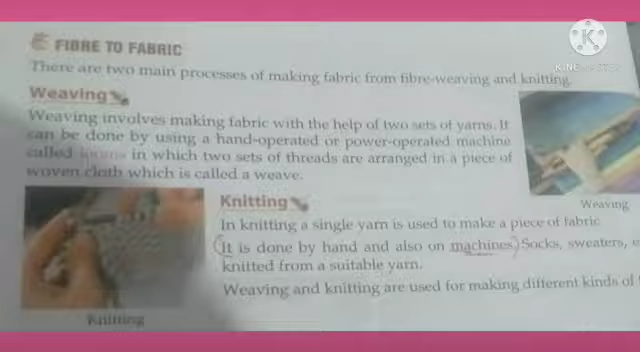 FIBRE TO FABRIC
There are two main processes of making fabric from fibre-weaving and knitting.
Weaving
Weaving involves making fabric with the help of two sets of yarns. It
can be done by using a hand-operated or power-operated machine
called looms in which two sets of threads are arranged in a piece of
woven cloth which is called a weave.
Weaving
Knitting
In knitting a single yarn is used to make a piece of fabric
It is done by hand and also on machines. Socks, sweaters,
knitted from a suitable yarn.
Weaving and knitting are used for making different kinds of
Knitting
K
KINEMASTER